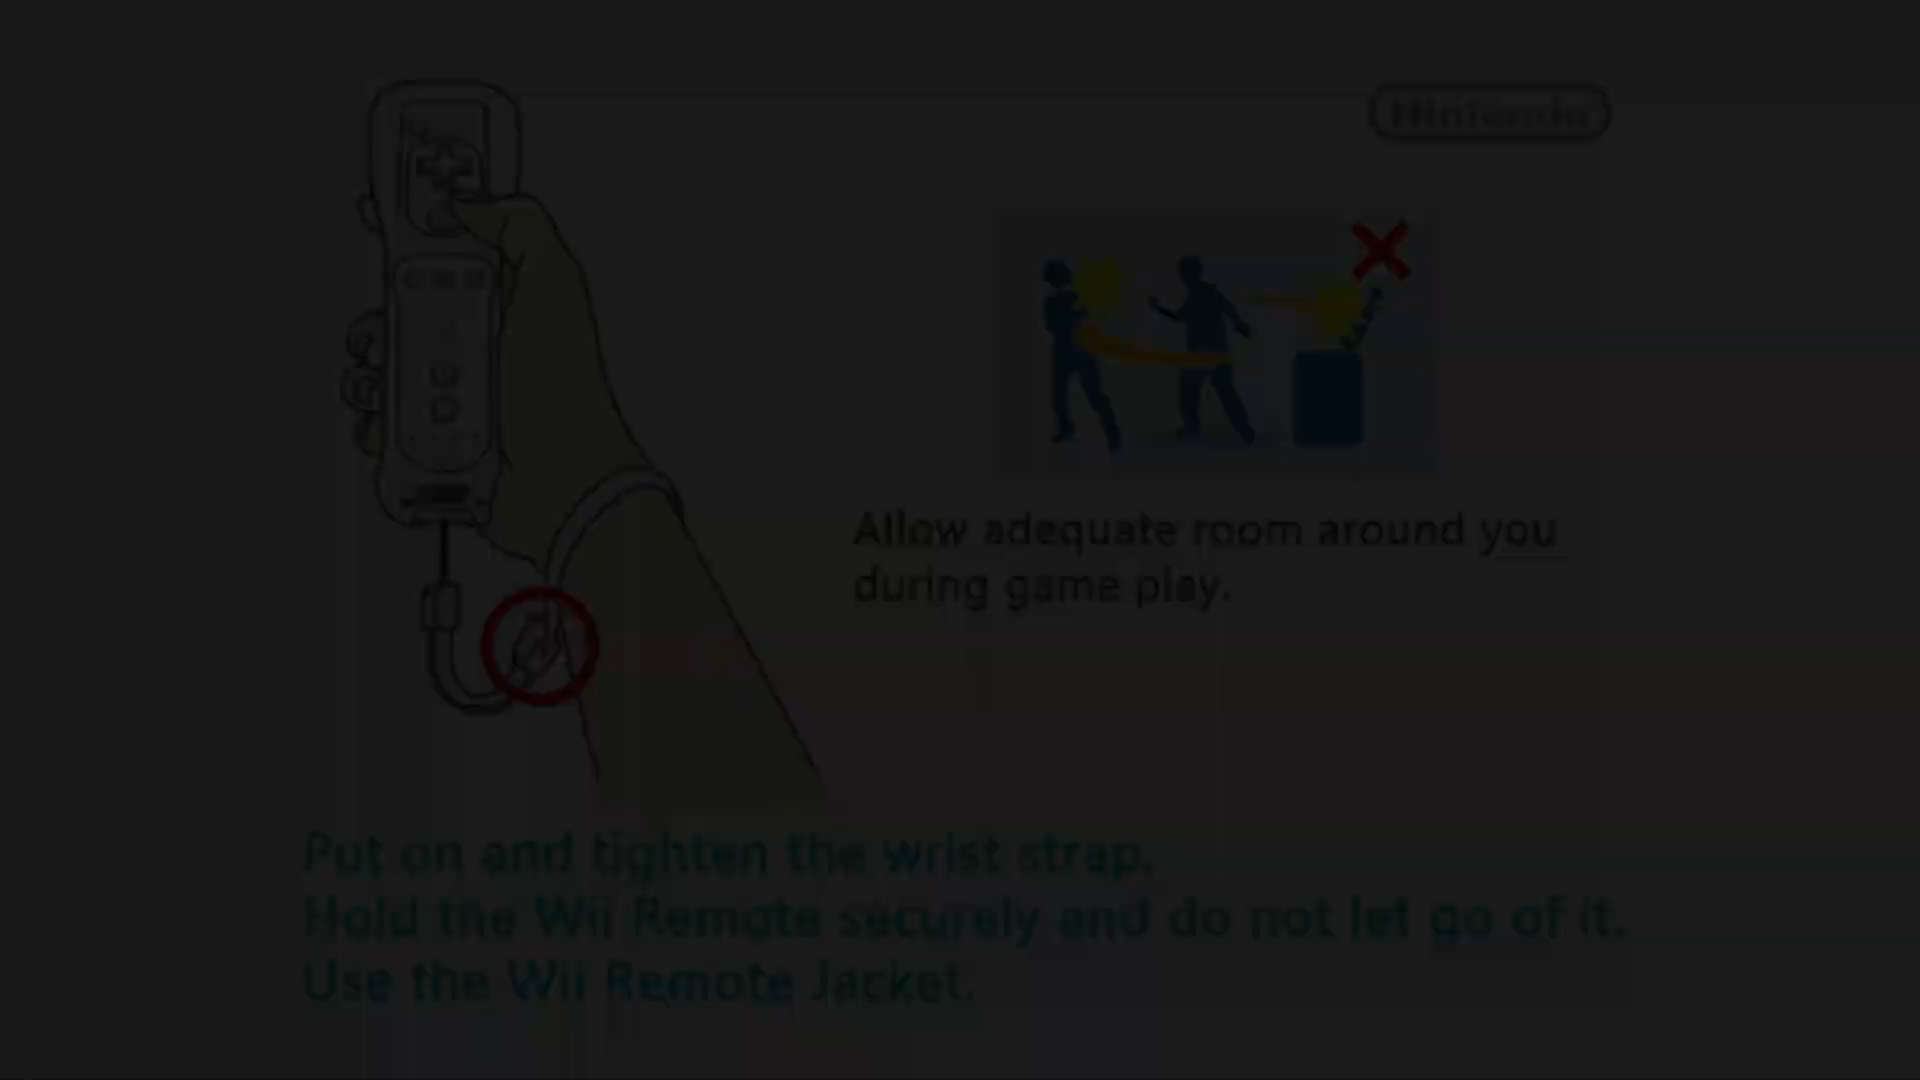 Nintendo
Allow adequate room around you
during game play.
Put on and tighten the wrist strap.
Hold the Wii Remote securely and do not let go of it.
Use the Wii Remote Jacket.